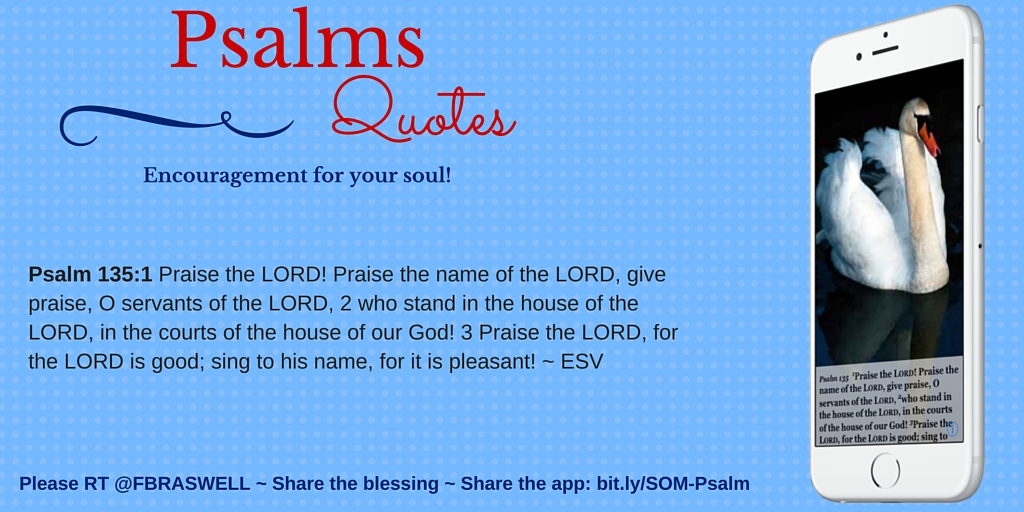 Psalms
Quotes
Encouragement for your soul!
Psalm 135:1 Praise the LORD! Praise the name of the LORD, give
praise, O servants of the LORD, 2 who stand in the house of the
LORD, in the courts of the house of our God! 3 Praise the LORD, for
the LORD is good; sing to his name, for it is pleasant! ~ ESV
Please RT @FBRASWELL ~ Share the blessing ~ Share the app: bit.ly/SOM-Psalm
Psalm 135 ¹Praise the LORD! Praise the
name of the LORD, give praise, O
servants of the LORD, ²who stand in
the house of the LORD, in the courts
of the house of our God! ³Praise the
LORD, for the LORD is good; sing to